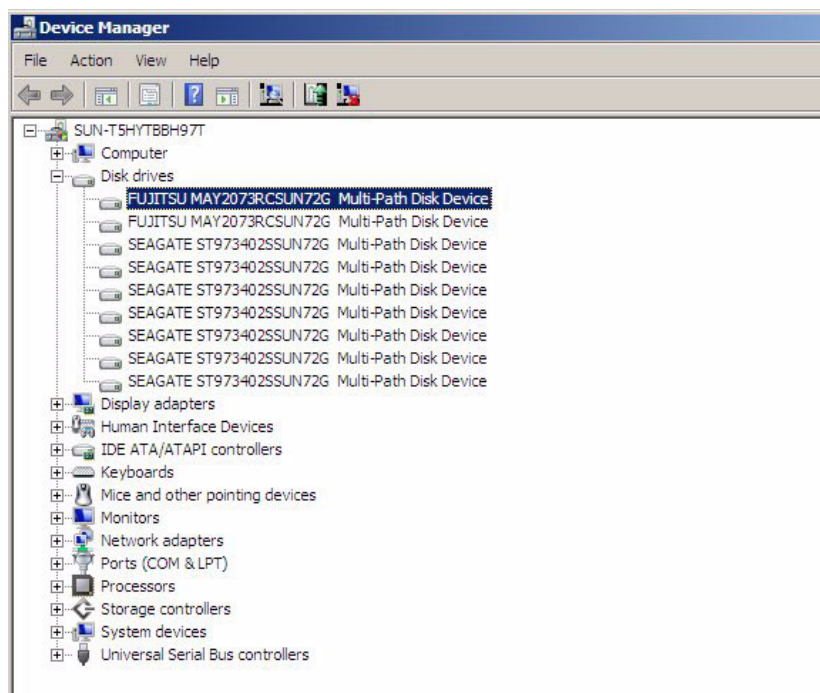 Device Manager
File Action View Help
SUN-T5HYTBBH97T
Computer
Disk drives
FUJITSU MAY2073RCSUN72G Multi-Path Disk Device
FUJITSU MAY2073RCSUN72G Multi-Path Disk Device
SEAGATE ST973402SSUN72G Multi-Path Disk Device
SEAGATE ST973402SSUN72G Multi-Path Disk Device
SEAGATE ST973402SSUN72G Multi-Path Disk Device
SEAGATE ST973402SSUN72G Multi-Path Disk Device
SEAGATE ST973402SSUN72G Multi-Path Disk Device
SEAGATE ST973402SSUN72G Multi-Path Disk Device
SEAGATE ST973402SSUN72G Multi-Path Disk Device
Display adapters
Human Interface Devices
IDE ATA/ATAPI controllers
Keyboards
Mice and other pointing devices
Monitors
Network adapters
Ports (COM & LPT)
Processors
Storage controllers
System devices
Universal Serial Bus controllers